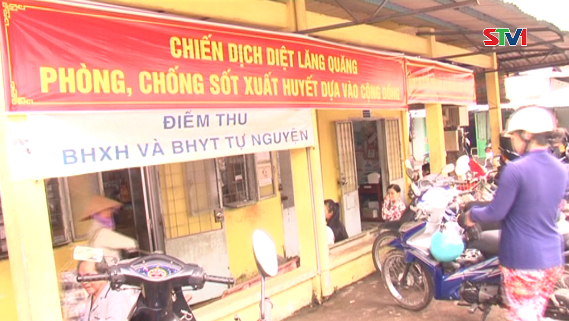 STV1
CHIẾN DỊCH DIỆT LĂNG QUĂNG
PHÒNG, CHỐNG SỐT XUẤT HUYẾT DỰA VÀO CỘNG ĐỒNG
ĐIỂM THU
BHXH VÀ BHYT TỰ NGUYỆN